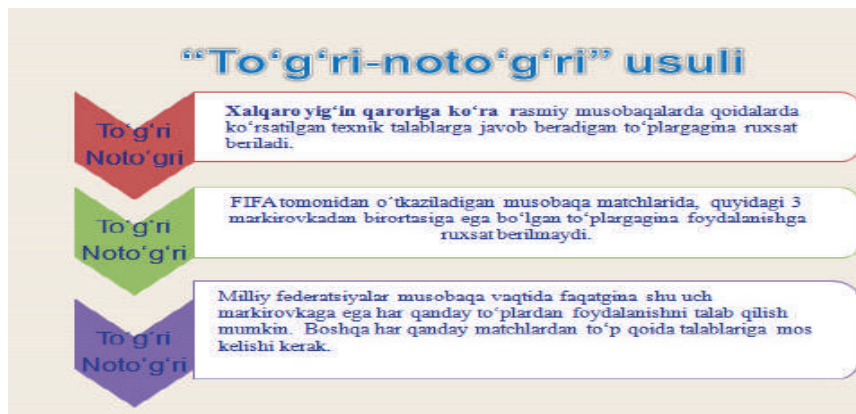 “To‘g‘ri-noto‘g‘ri” usuli
To‘g‘ri
Noto‘gri
Xalqaro yig‘in qaroriga ko‘ra rasmiy musobaqalarda qoidalarda
ko‘rsatilgan texnik talablarga javob beradigan to‘plargagina ruxsat
beriladi.
To‘g‘ri
Noto‘g‘ri
FIFA tomonidan o‘tkaziladigan musobaqa matchlarida, quyidagi 3
markirovkadan birortasiga ega bo‘lgan to‘plargagina foydalanishga
ruxsat berilmaydi.
To‘g‘ri
Noto‘g‘ri
Milliy federatsiyalar musobaqa vaqtida faqatgina shu uch
markirovkaga ega har qanday to‘plardan foydalanishni talab qilish
mumkin. Boshqa har qanday matchlardan to‘p qoida talablariga mos
kelishi kerak.